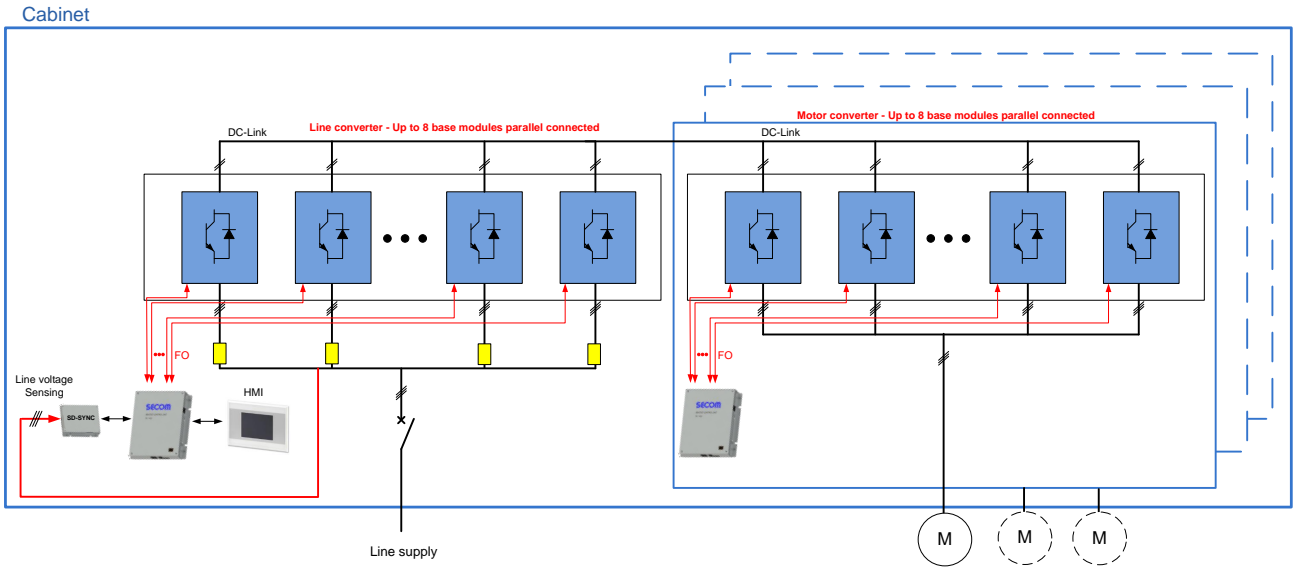 Cabinet
Line converter - Up to 8 base modules parallel connected
Motor converter - Up to 8 base modules parallel connected
DC-Link
DC-Link
FO
FO
Line voltage
Sensing
HMI
SD-SYNC
SECOM
SECOM
Line supply
M
M
M